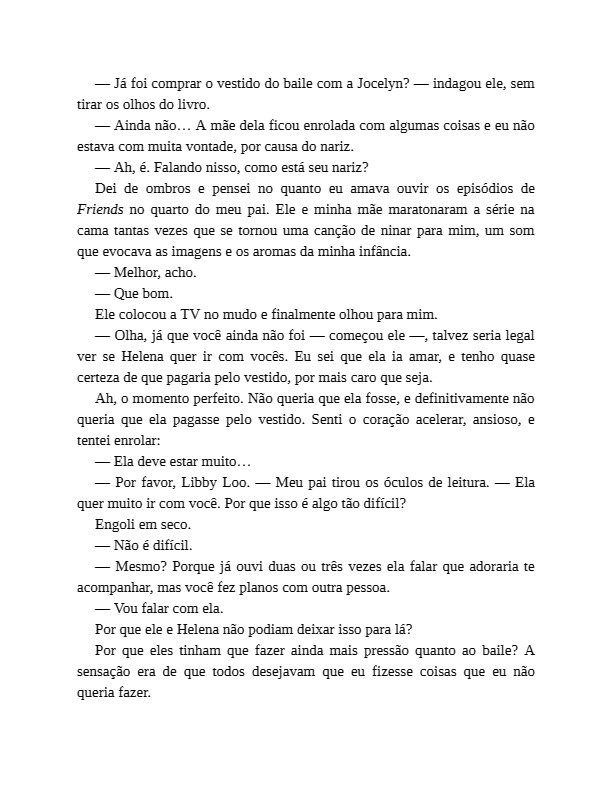 — Já foi comprar o vestido do baile com a Jocelyn? — indagou ele, sem
tirar os olhos do livro.
— Ainda não… A mãe dela ficou enrolada com algumas coisas e eu não
estava com muita vontade, por causa do nariz.
— Ah, é. Falando nisso, como está seu nariz?
Dei de ombros e pensei no quanto eu amava ouvir os episódios de
Friends no quarto do meu pai. Ele e minha mãe maratonaram a série na
cama tantas vezes que se tornou uma canção de ninar para mim, um som
que evocava as imagens e os aromas da minha infância.
— Melhor, acho.
— Que bom.
Ele colocou a TV no mudo e finalmente olhou para mim.
— Olha, já que você ainda não foi — começou ele —, talvez seria legal
ver se Helena quer ir com vocês. Eu sei que ela ia amar, e tenho quase
certeza de que pagaria pelo vestido, por mais caro que seja.
Ah, o momento perfeito. Não queria que ela fosse, e definitivamente não
queria que ela pagasse pelo vestido. Senti o coração acelerar, ansioso, e
tentei enrolar:
— Ela deve estar muito…
— Por favor, Libby Loo. — Meu pai tirou os óculos de leitura. — Ela
quer muito ir com você. Por que isso é algo tão difícil?
Engoli em seco.
— Não é difícil.
— Mesmo? Porque já ouvi duas ou três vezes ela falar que adoraria te
acompanhar, mas você fez planos com outra pessoa.
— Vou falar com ela.
Por que ele e Helena não podiam deixar isso para lá?
Por que eles tinham que fazer ainda mais pressão quanto ao baile? A
sensação era de que todos desejavam que eu fizesse coisas que eu não
queria fazer.